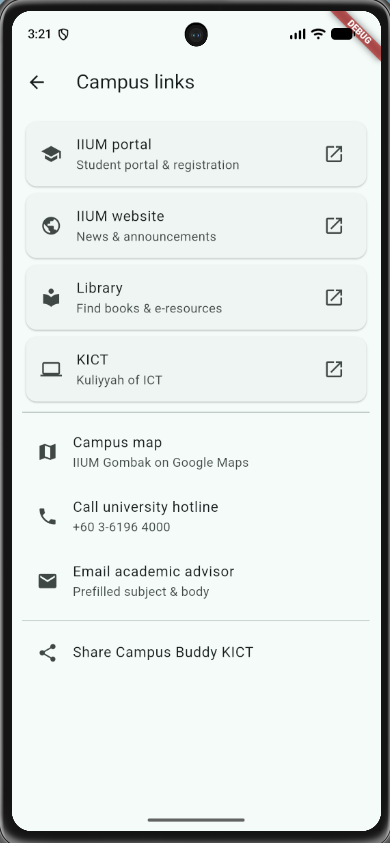 3:21
DEBUG
Campus links
IIUM portal
Student portal & registration
IIUM website
News & announcements
Library
Find books & e-resources
KICT
Kuliyyah of ICT
Campus map
IIUM Gombak on Google Maps
Call university hotline
+60 3-6196 4000
Email academic advisor
Prefilled subject & body
Share Campus Buddy KICT